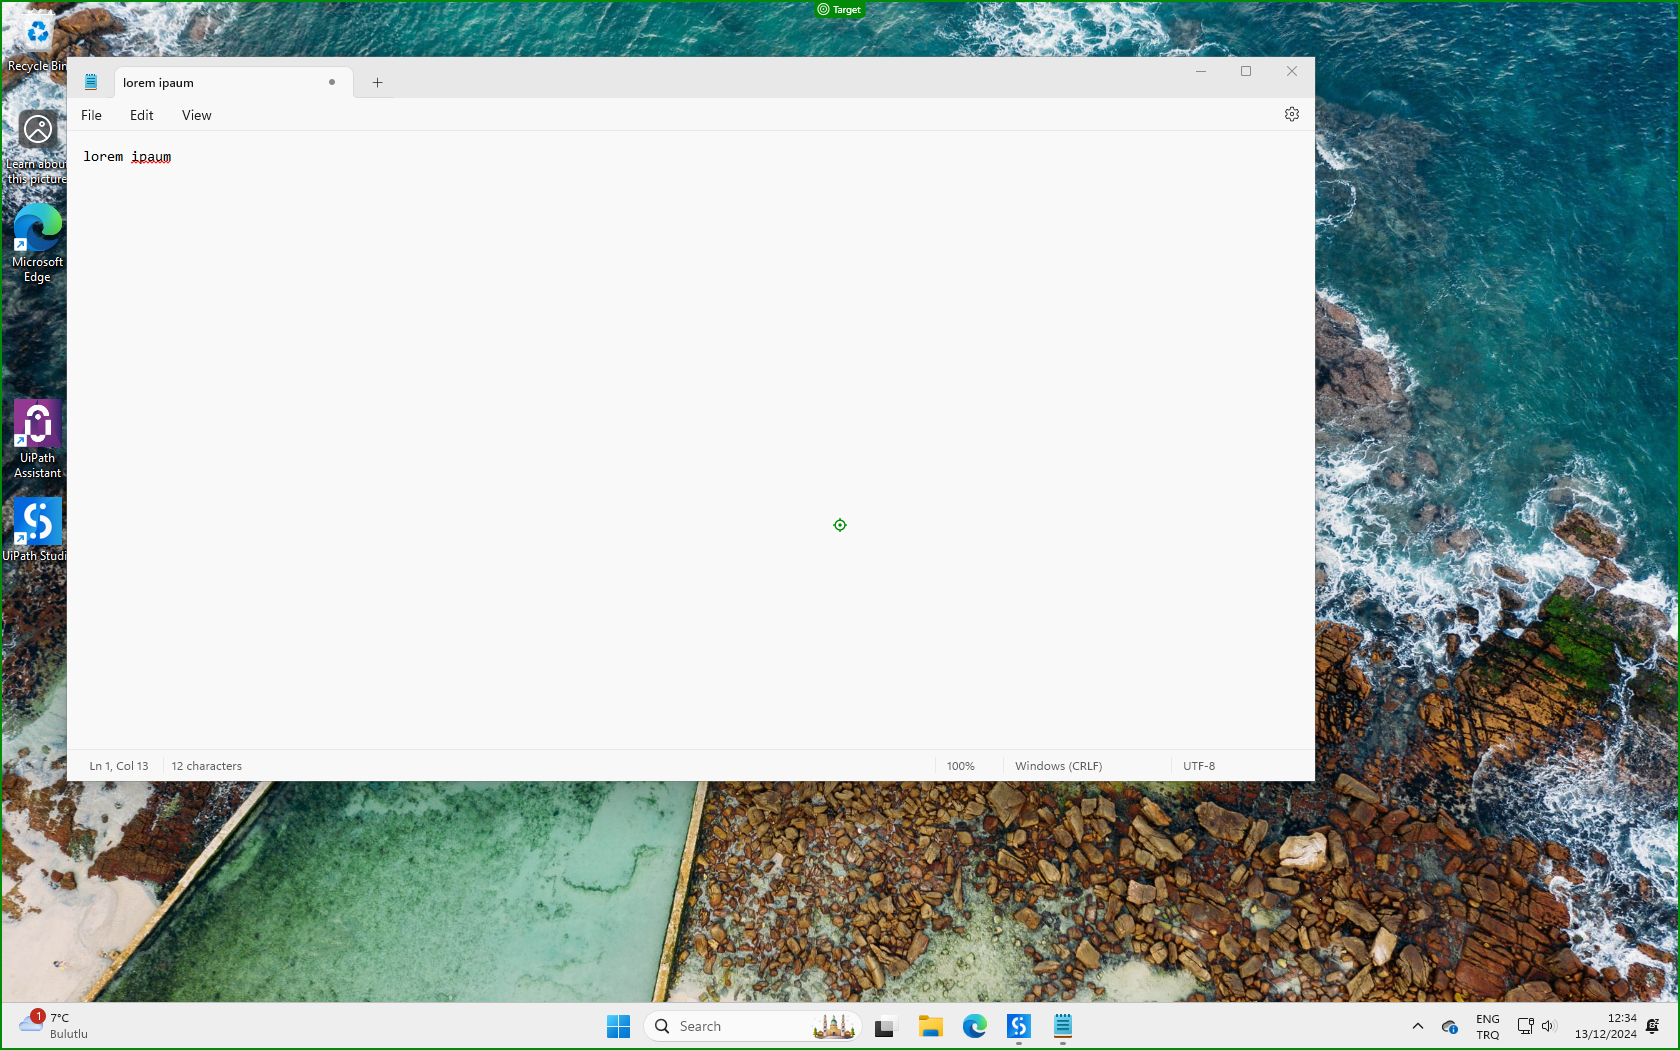 Target
Recycle Bin
lorem ipaum
File Edit View
lorem ipaum
Learn about
this picture
Microsoft
Edge
UiPath
Assistant
UiPath Studi
Ln 1, Col 13 12 characters 100% Windows (CRLF) UTF-8
1
7°C
Bulutlu
Search
ENG
TRQ
12:34
13/12/2024